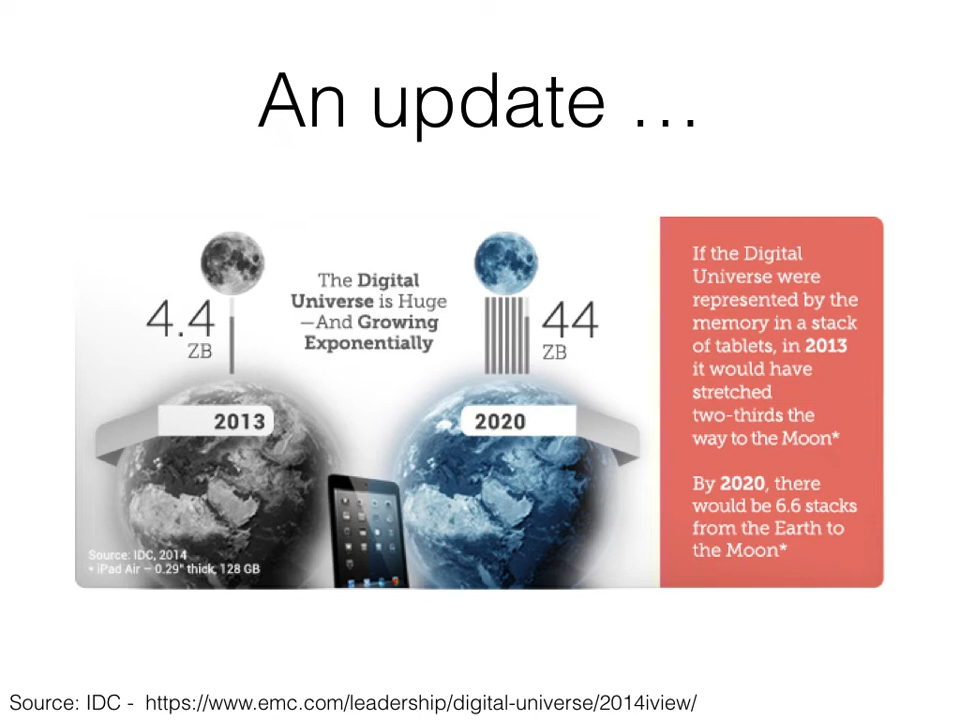 An update …
4.4
ZB
The Digital
Universe is Huge
—And Growing
Exponentially
44
ZB
2013
2020
Source: IDC, 2014
* iPad Air – 0.29" thick, 128 GB
If the Digital
Universe were
represented by the
memory in a stack
of tablets, in 2013
it would have
stretched
two-thirds the
way to the Moon*
By 2020, there
would be 6.6 stacks
from the Earth to
the Moon*
Source: IDC - https://www.emc.com/leadership/digital-universe/2014iview/